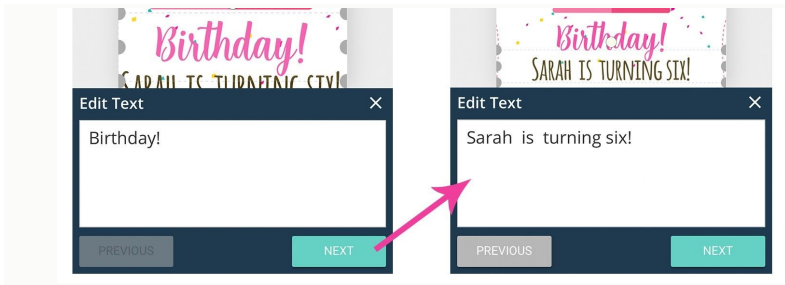 Birthday!
SARAH IS TURNING SIX!
Edit Text
Birthday!
PREVIOUS
NEXT
Birthday!
SARAH IS TURNING SIX!
Edit Text
Sarah is turning six!
PREVIOUS
NEXT